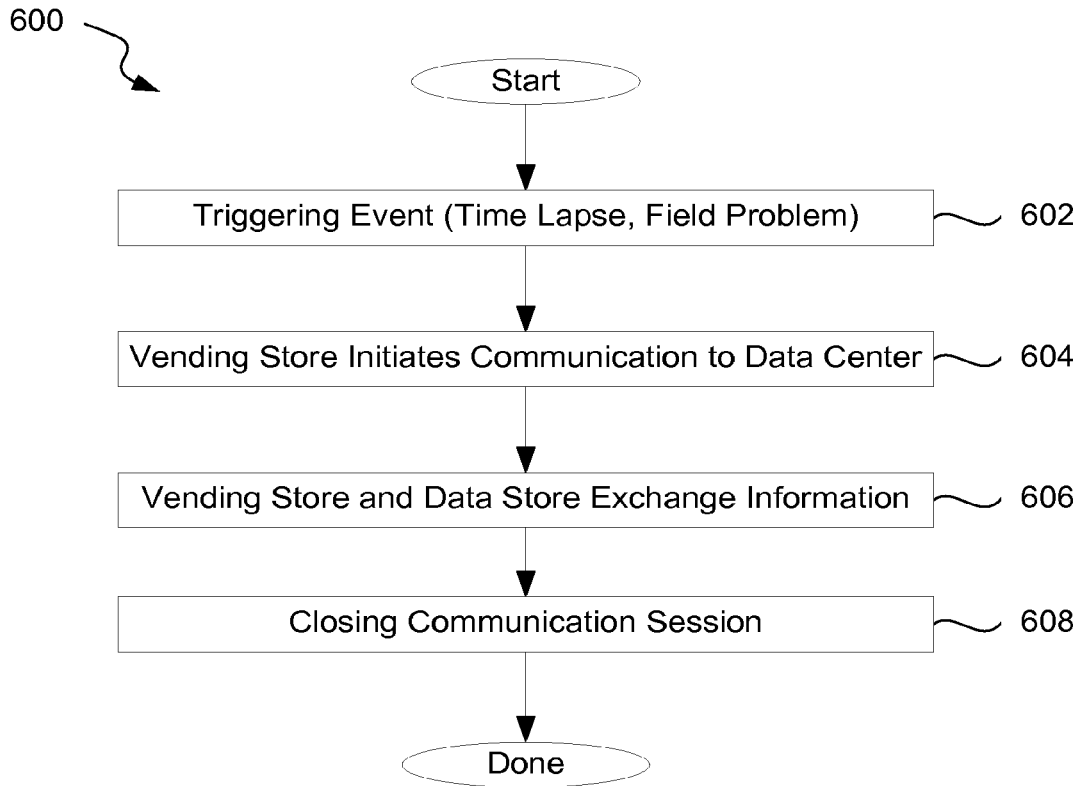 600
Start
Triggering Event (Time Lapse, Field Problem)
602
Vending Store Initiates Communication to Data Center
604
Vending Store and Data Store Exchange Information
606
Closing Communication Session
608
Done